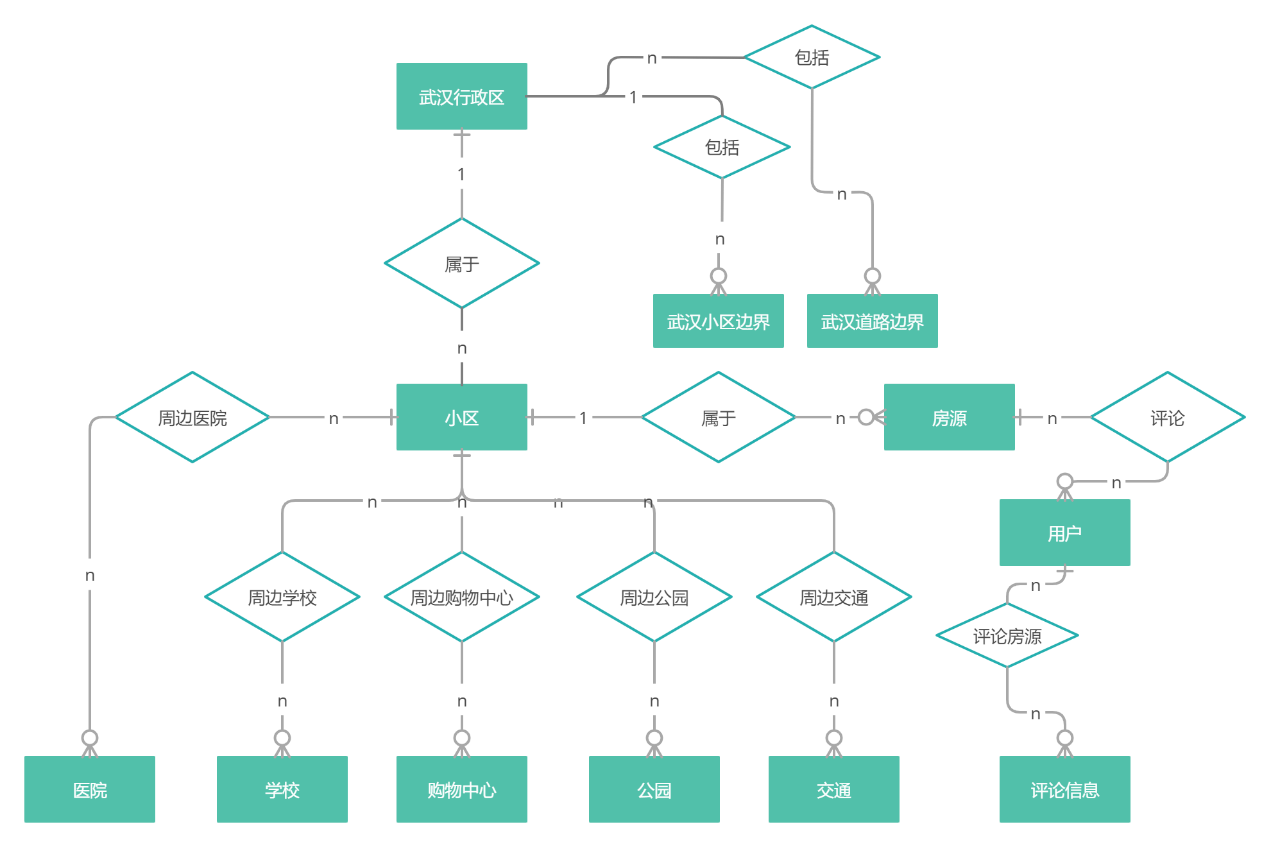 n
包括
武汉行政区
1
包括
1
n
n
属于
武汉小区边界
武汉道路边界
n
周边医院
n
小区
1
属于
n
房源
n
评论
n
n
n
n
n
用户
n
n
周边学校
周边购物中心
周边公园
周边交通
评论房源
n
n
n
n
n
医院
学校
购物中心
公园
交通
评论信息